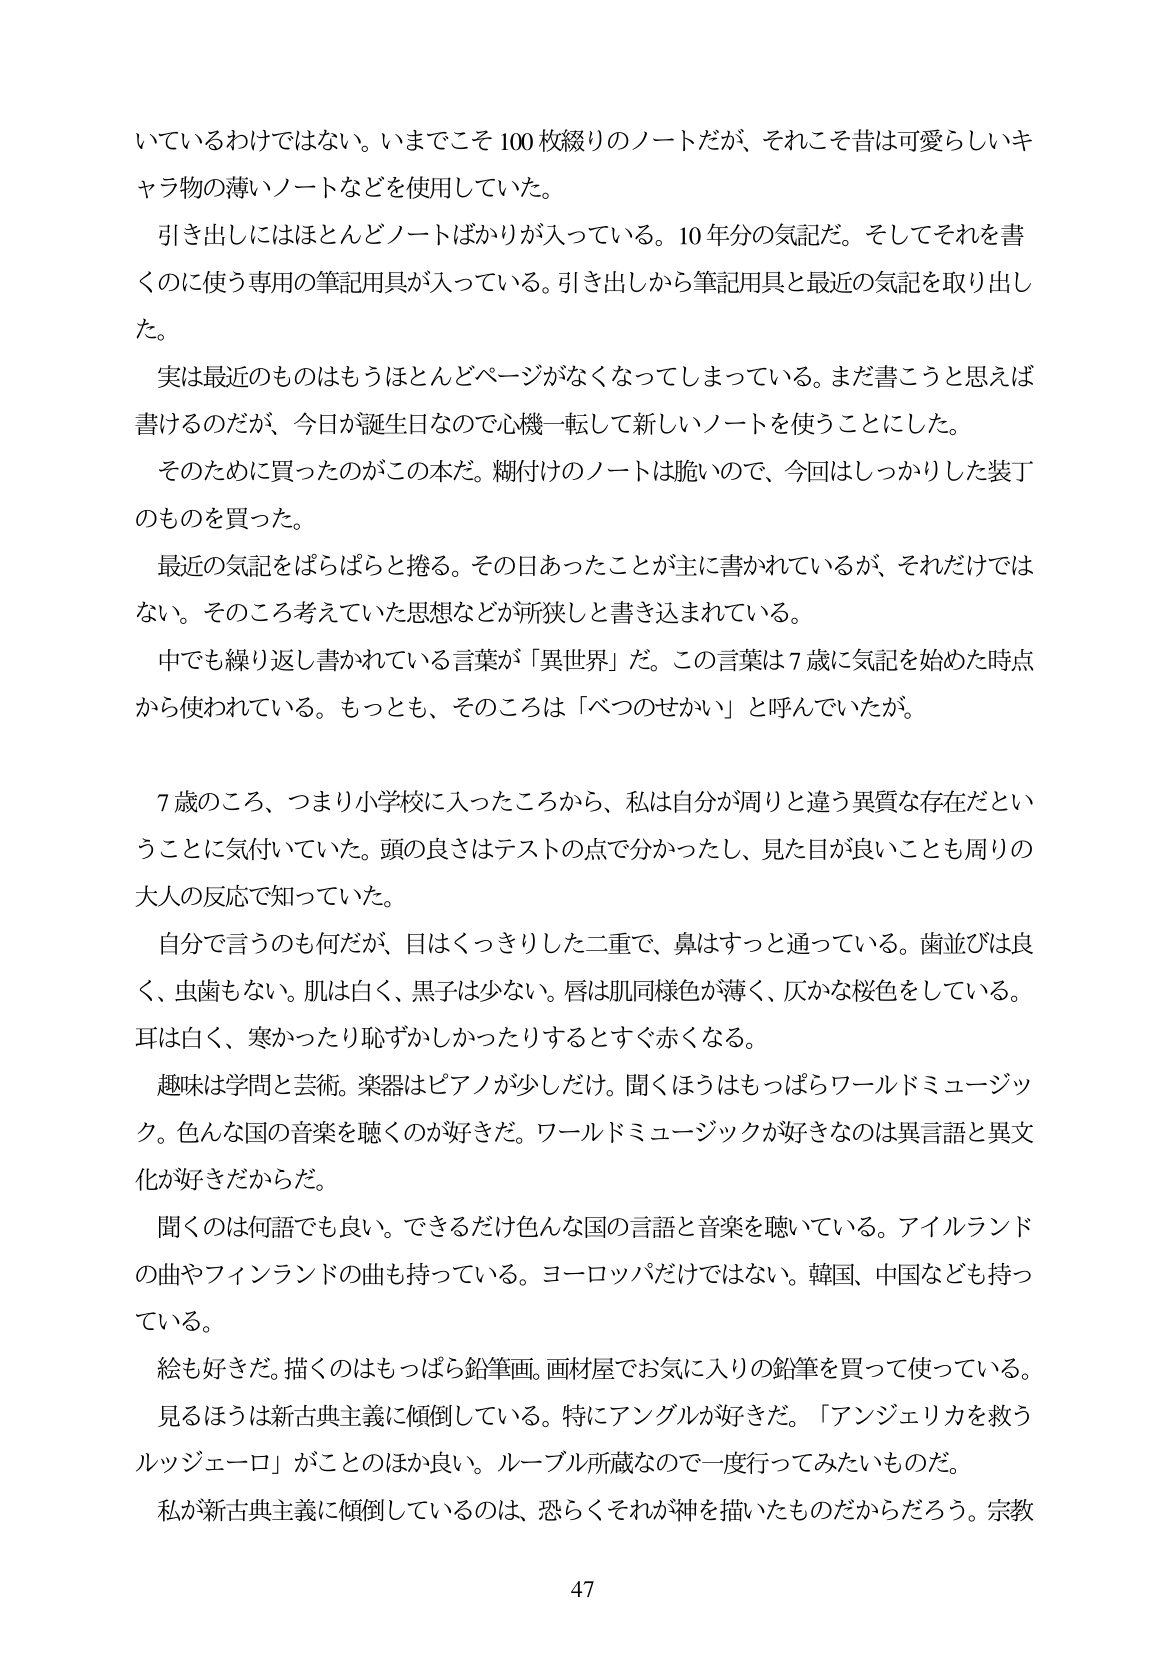 いているわけではない。いまでこそ 100 枚綴りのノートだが、それこそ昔は可愛らしいキ
ャラ物の薄いノートなどを使用していた。
引き出しにはほとんどノートばかりが入っている。10 年分の気記だ。そしてそれを書
くのに使う専用の筆記用具が入っている。引き出しから筆記用具と最近の気記を取り出し
た。
実は最近のものはもうほとんどページがなくなってしまっている。まだ書こうと思えば
書けるのだが、今日が誕生日なので心機一転して新しいノートを使うことにした。
そのために買ったのがこの本だ。糊付けのノートは脆いので、今回はしっかりした装丁
のものを買った。
最近の気記をぱらぱらと捲る。その日あったことが主に書かれているが、それだけでは
ない。そのころ考えていた思想などが所狭しと書き込まれている。
中でも繰り返し書かれている言葉が「異世界」だ。この言葉は 7 歳に気記を始めた時点
から使われている。もっとも、そのころは「べつのせかい」と呼んでいたが。
7 歳のころ、つまり小学校に入ったころから、私は自分が周りと違う異質な存在だとい
うことに気付いていた。頭の良さはテストの点で分かったし、見た目が良いことも周りの
大人の反応で知っていた。
自分で言うのも何だが、目はくっきりした二重で、鼻はすっと通っている。歯並びは良
く、虫歯もない。肌は白く、黒子は少ない。唇は肌同様色が薄く、仄かな桜色をしている。
耳は白く、寒かったり恥ずかしかったりするとすぐ赤くなる。
趣味は学問と芸術。楽器はピアノが少しだけ。聞くほうはもっぱらワールドミュージッ
ク。色んな国の音楽を聴くのが好きだ。ワールドミュージックが好きなのは異言語と異文
化が好きだからだ。
聞くのは何語でも良い。できるだけ色んな国の言語と音楽を聴いている。アイルランド
の曲やフィンランドの曲も持っている。ヨーロッパだけではない。韓国、中国なども持っ
ている。
絵も好きだ。描くのはもっぱら鉛筆画。画材屋でお気に入りの鉛筆を買って使っている。
見るほうは新古典主義に傾倒している。特にアングルが好きだ。「アンジェリカを救う
ルッジェーロ」がことのほか良い。ルーブル所蔵なので一度行ってみたいものだ。
私が新古典主義に傾倒しているのは、恐らくそれが神を描いたものだからだろう。宗教
47